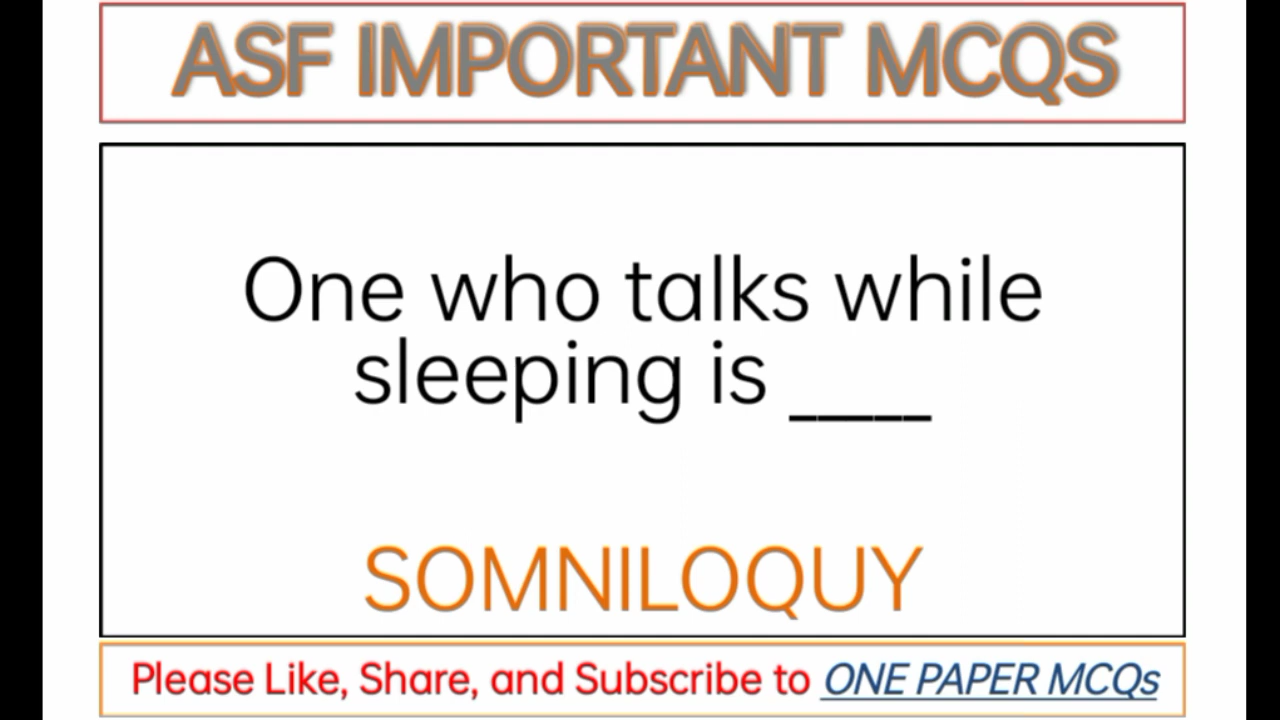 ASF IMPORTANT MCQS
One who talks while
sleeping is _____
SOMNILOQUY
Please Like, Share, and Subscribe to ONE PAPER MCQs